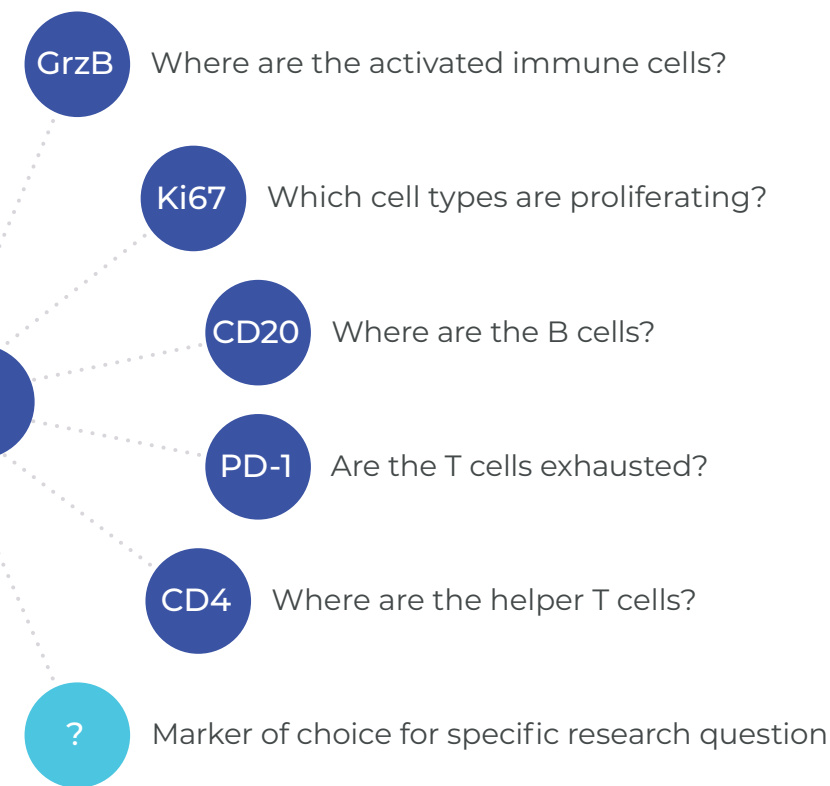 GrzB Where are the activated immune cells?
Ki67 Which cell types are proliferating?
CD20 Where are the B cells?
PD-1 Are the T cells exhausted?
CD4 Where are the helper T cells?
? Marker of choice for specific research question